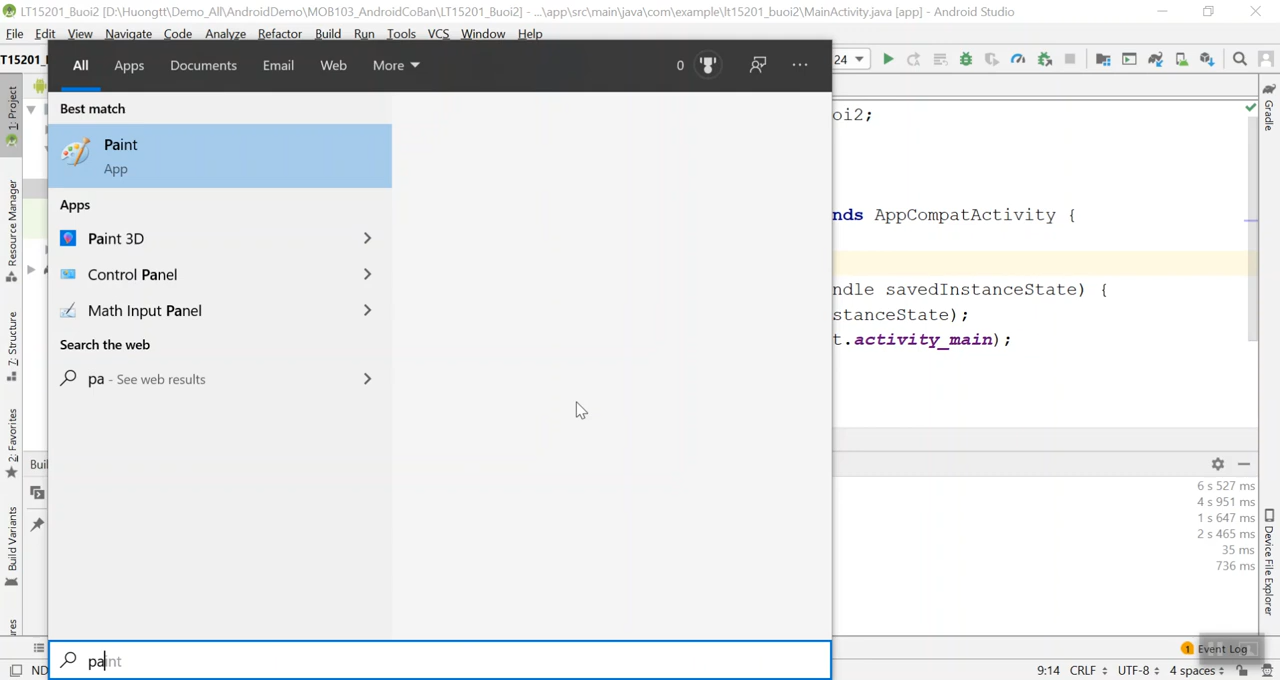 LT15201_Buoi2 [D:\Huongtt\Demo_All\AndroidDemo\MOB103_AndroidCoBan\LT15201_Buoi2] - ...\app\src\main\java\com\example\lt15201_buoi2\MainActivity.java [app] - Android Studio
File Edit View Navigate Code Analyze Refactor Build Run Tools VCS Window Help
T15201_
24
All Apps Documents Email Web More 0 ...
Best match
Paint
App
Apps
Paint 3D
Control Panel
Math Input Panel
Search the web
pa - See web results
paint
oi2;
nds AppCompatActivity {
ndle savedInstanceState) {
stanceState);
t.activity_main);
1: Project
Resource Manager
7: Structure
2: Favorites
Build Variants
Gradle
Device File Explorer
Buil
6 s 527 ms
4 s 951 ms
1 s 647 ms
2 s 465 ms
35 ms
736 ms
1 Event Log
9:14 CRLF UTF-8 4 spaces